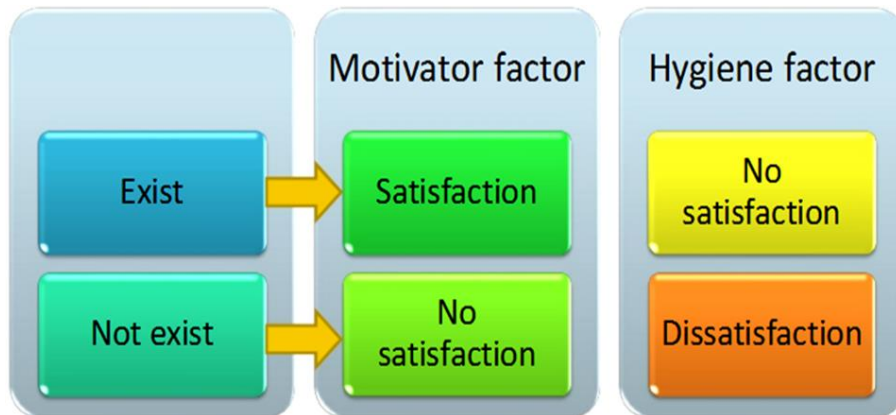 Motivator factor
Hygiene factor
Exist
Satisfaction
No
satisfaction
Not exist
No
satisfaction
Dissatisfaction